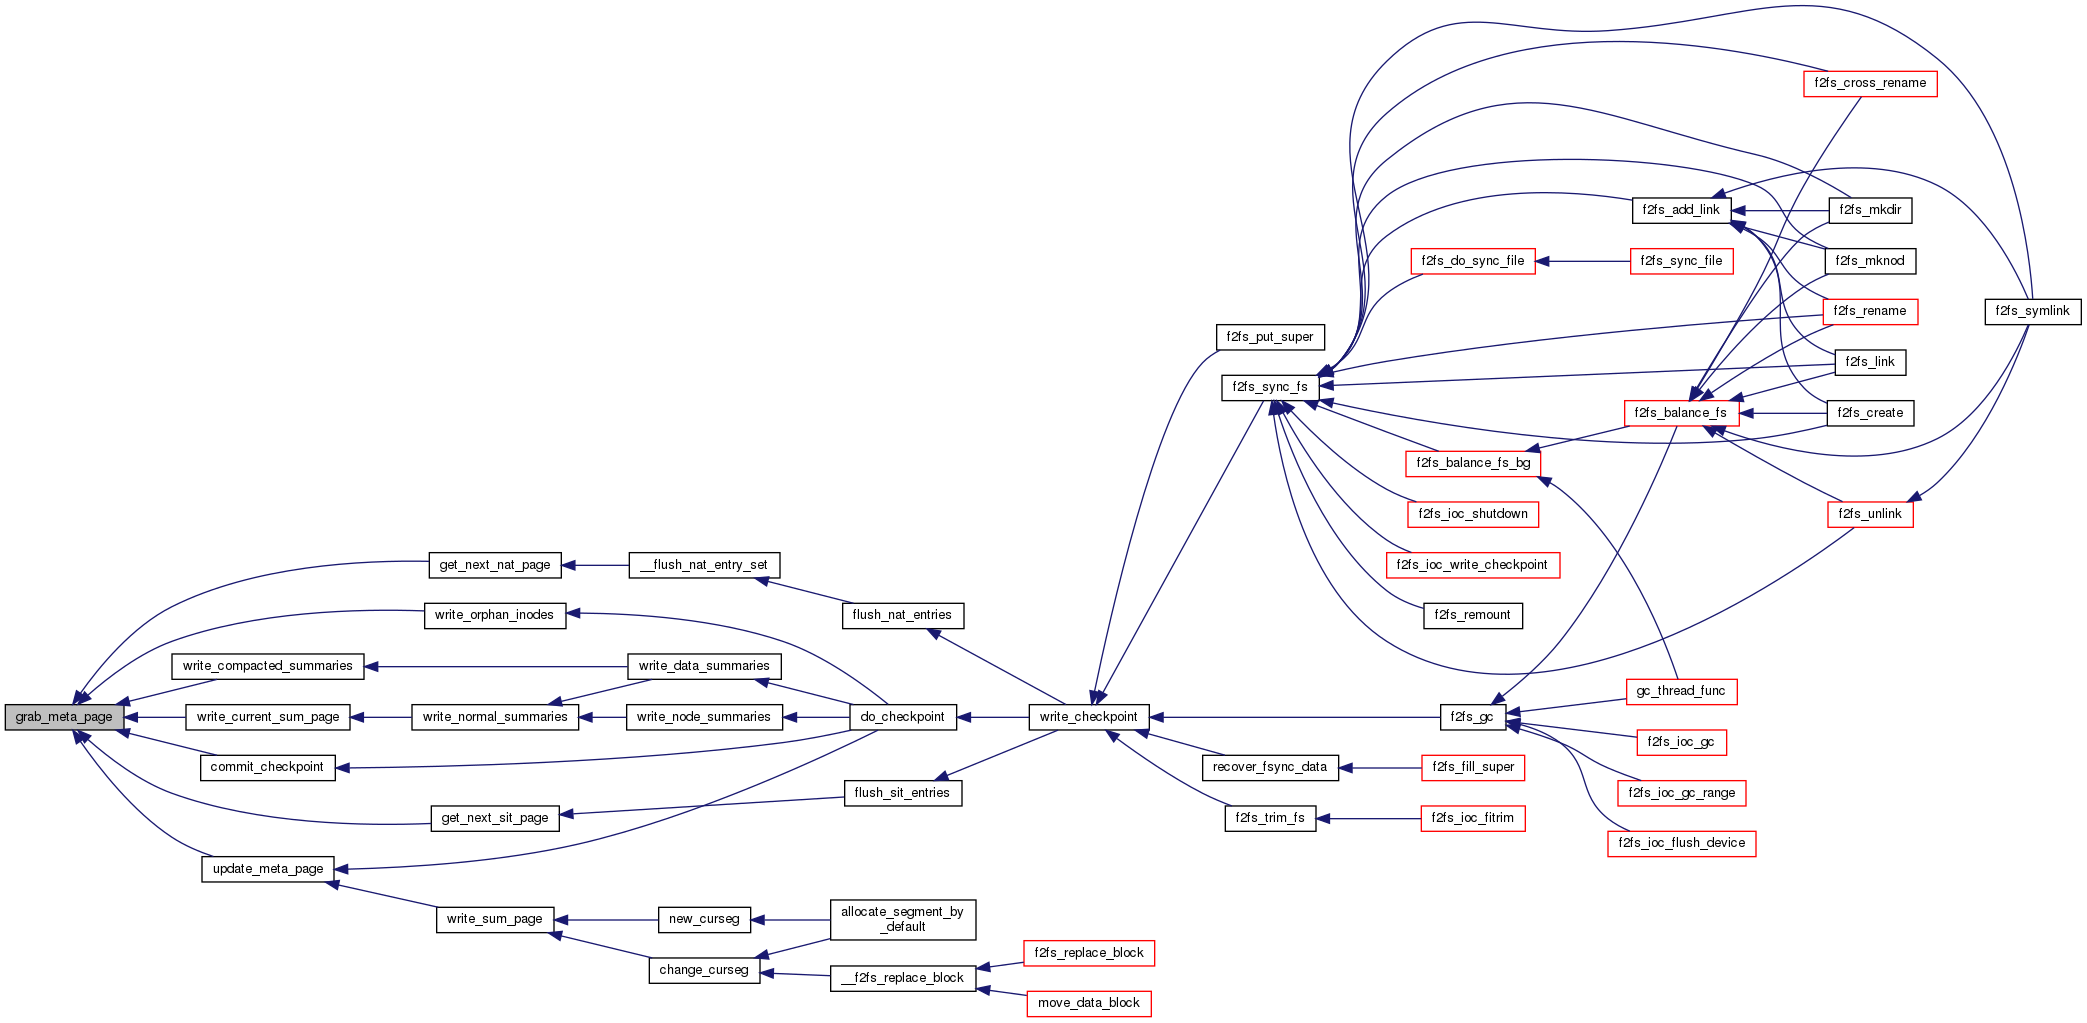 f2fs_cross_rename
f2fs_add_link
f2fs_mkdir
f2fs_do_sync_file
f2fs_sync_file
f2fs_mknod
f2fs_rename
f2fs_symlink
f2fs_put_super
f2fs_link
f2fs_sync_fs
f2fs_balance_fs
f2fs_create
f2fs_balance_fs_bg
f2fs_ioc_shutdown
f2fs_unlink
get_next_nat_page
__flush_nat_entry_set
f2fs_ioc_write_checkpoint
write_orphan_inodes
flush_nat_entries
f2fs_remount
write_compacted_summaries
write_data_summaries
gc_thread_func
grab_meta_page
write_current_sum_page
write_normal_summaries
write_node_summaries
do_checkpoint
write_checkpoint
f2fs_gc
f2fs_ioc_gc
commit_checkpoint
recover_fsync_data
f2fs_fill_super
flush_sit_entries
f2fs_ioc_gc_range
get_next_sit_page
f2fs_trim_fs
f2fs_ioc_fitrim
f2fs_ioc_flush_device
update_meta_page
write_sum_page
new_curseg
allocate_segment_by
_default
f2fs_replace_block
change_curseg
__f2fs_replace_block
move_data_block